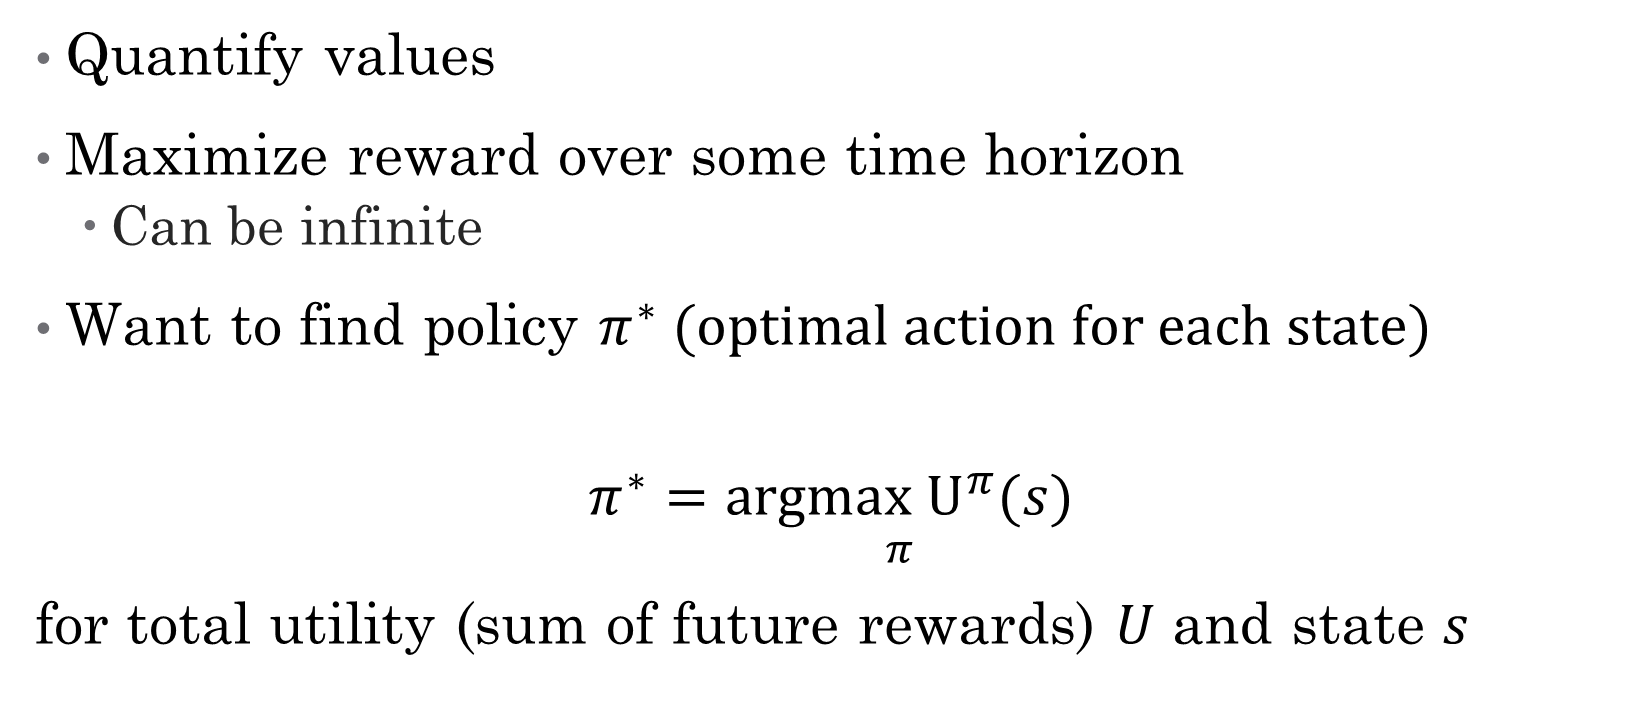 • Quantify values
• Maximize reward over some time horizon
• Can be infinite
• Want to find policy π* (optimal action for each state)
π* = argmax U^π(s)
π
for total utility (sum of future rewards) U and state s